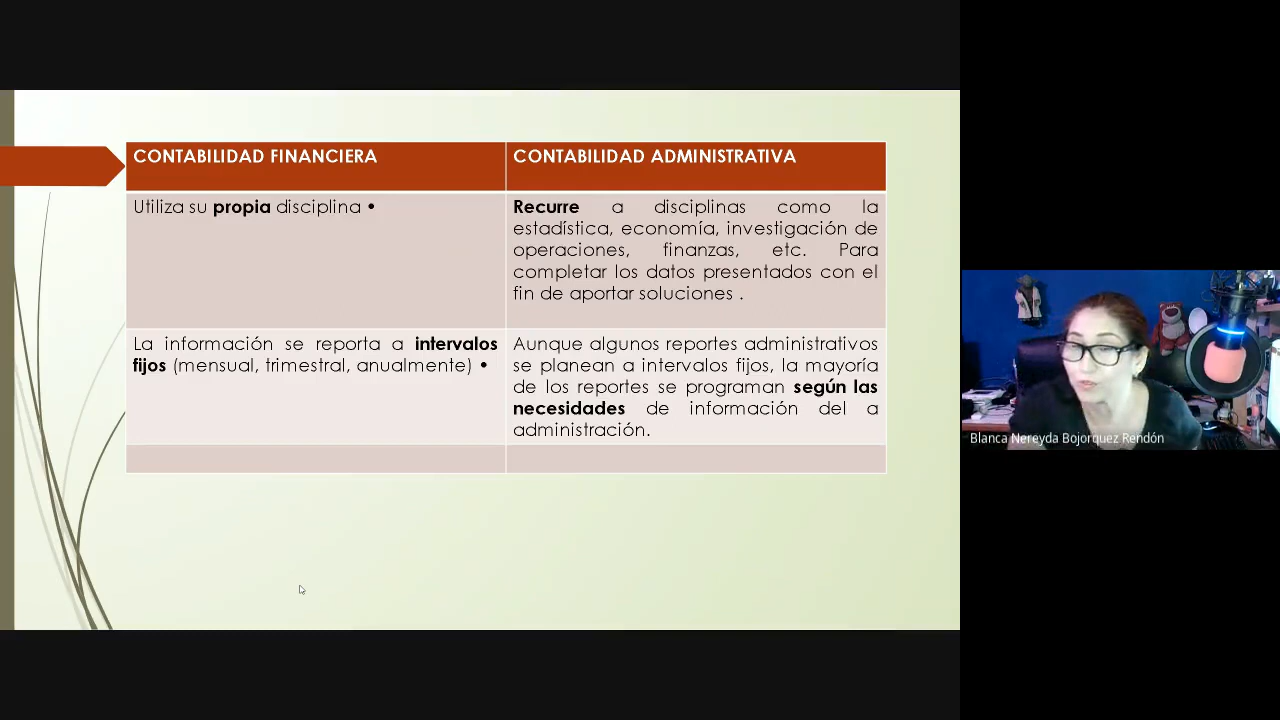 CONTABILIDAD FINANCIERA
CONTABILIDAD ADMINISTRATIVA
Utiliza su propia disciplina •
Recurre a disciplinas como la
estadística, economía, investigación de
operaciones, finanzas, etc. Para
completar los datos presentados con el
fin de aportar soluciones .
La información se reporta a intervalos
fijos (mensual, trimestral, anualmente) •
Aunque algunos reportes administrativos
se planean a intervalos fijos, la mayoría
de los reportes se programan según las
necesidades de información del a
administración.
Blanca Nereyda Bojorquez Rendón